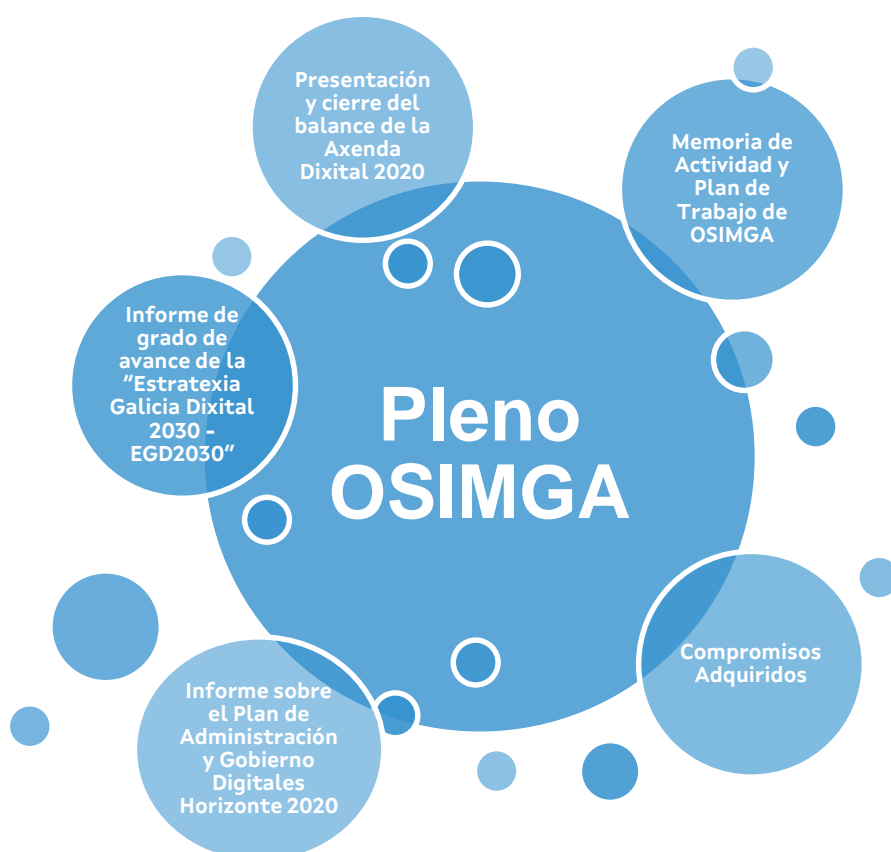 Presentación
y cierre del
balance de la
Axenda
Dixital 2020
Memoria de
Actividad y
Plan de
Trabajo de
OSIMGA
Informe de
grado de
avance de la
"Estratexia
Galicia Dixital
2030 -
EGD2030"
Pleno
OSIMGA
Compromisos
Adquiridos
Informe sobre
el Plan de
Administración
y Gobierno
Digitales
Horizonte 2020